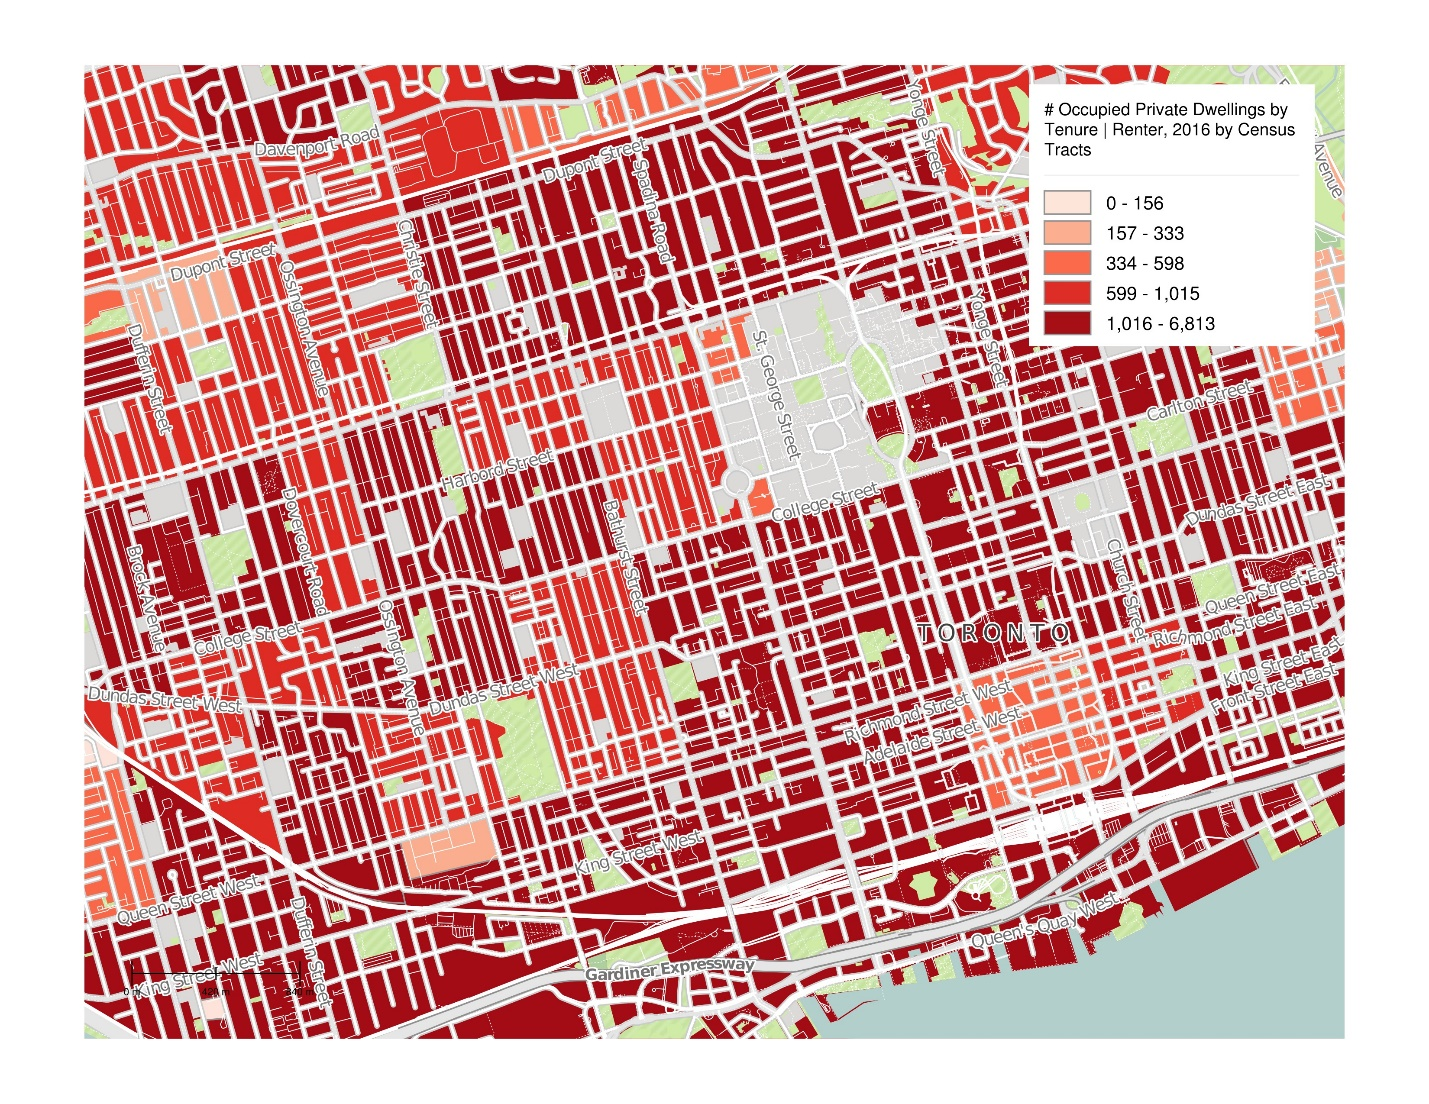 # Occupied Private Dwellings by
Tenure | Renter, 2016 by Census
Tracts
0 - 156
157 - 333
334 - 598
599 - 1,015
1,016 - 6,813
Yonge Street
Avenue
Davenport Road
Dupont Street
Spadina Road
Christie Street
Dupont Street
Ossington Avenue
Dufferin Street
St. George Street
Yonge Street
Carlton Street
Harbord Street
College Street
Dundas Street East
Dovercourt Road
Bathurst Street
Brock Avenue
Church Street
Queen Street East
College Street
Ossington Avenue
TORONTO
Richmond Street East
King Street East
Front Street East
Dundas Street West
Dundas Street West
Richmond Street West
Adelaide Street West
King Street West
Queen Street West
Dufferin Street
Queen's Quay West
King Street West
Gardiner Expressway